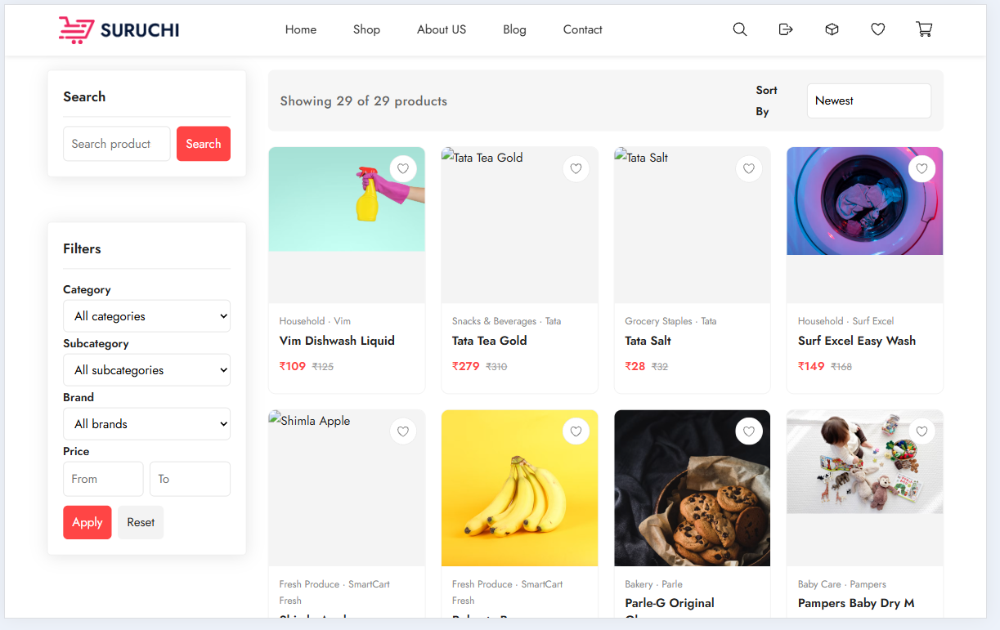 SURUCHI
Home
Shop
About US
Blog
Contact
Search
Search product
Search
Filters
Category
All categories
Subcategory
All subcategories
Brand
All brands
Price
From
To
Apply
Reset
Showing 29 of 29 products
Sort
By
Newest
Household · Vim
Vim Dishwash Liquid
₹109 ₹125
Tata Tea Gold
Snacks & Beverages · Tata
Tata Tea Gold
₹279 ₹310
Tata Salt
Grocery Staples · Tata
Tata Salt
₹28 ₹32
Household · Surf Excel
Surf Excel Easy Wash
₹149 ₹168
Shimla Apple
Fresh Produce · SmartCart
Fresh
Fresh Produce · SmartCart
Fresh
Bakery · Parle
Parle-G Original
Baby Care · Pampers
Pampers Baby Dry M